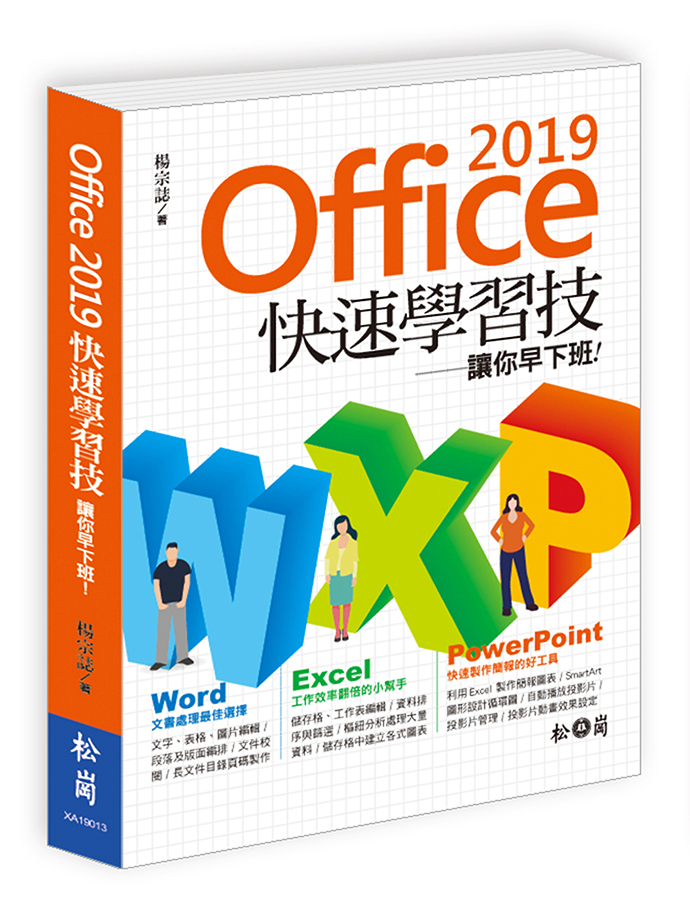 Office 2019 快速學習技 讓你早下班!
楊宗誌/著
松崗
XA19013
楊宗誌/著
2019
Office
快速學習技
——讓你早下班!
Word
文書處理最佳選擇
文字、表格、圖片編輯 /
段落及版面編排 / 文件校
閱 / 長文件目錄頁碼製作
Excel
工作效率翻倍的小幫手
儲存格、工作表編輯 / 資料排
序與篩選 / 樞紐分析處理大量
資料 / 儲存格中建立各式圖表
PowerPoint
快速製作簡報的好工具
利用 Excel 製作簡報圖表 / SmartArt
圖形設計循環圖 / 自動播放投影片 /
投影片管理 / 投影片動畫效果設定
松崗
W X P